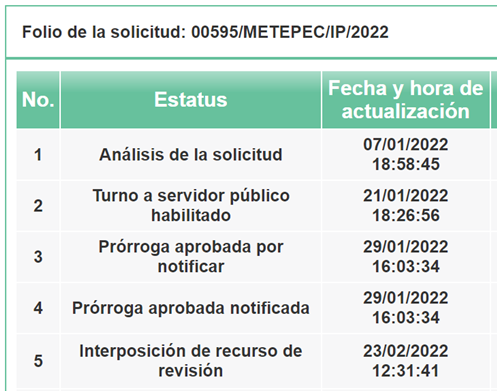 Folio de la solicitud: 00595/METEPEC/IP/2022
No. Estatus Fecha y hora de
actualización
1 Análisis de la solicitud 07/01/2022
18:58:45
2 Turno a servidor público
habilitado 21/01/2022
18:26:56
3 Prórroga aprobada por
notificar 29/01/2022
16:03:34
4 Prórroga aprobada notificada 29/01/2022
16:03:34
5 Interposición de recurso de
revisión 23/02/2022
12:31:41